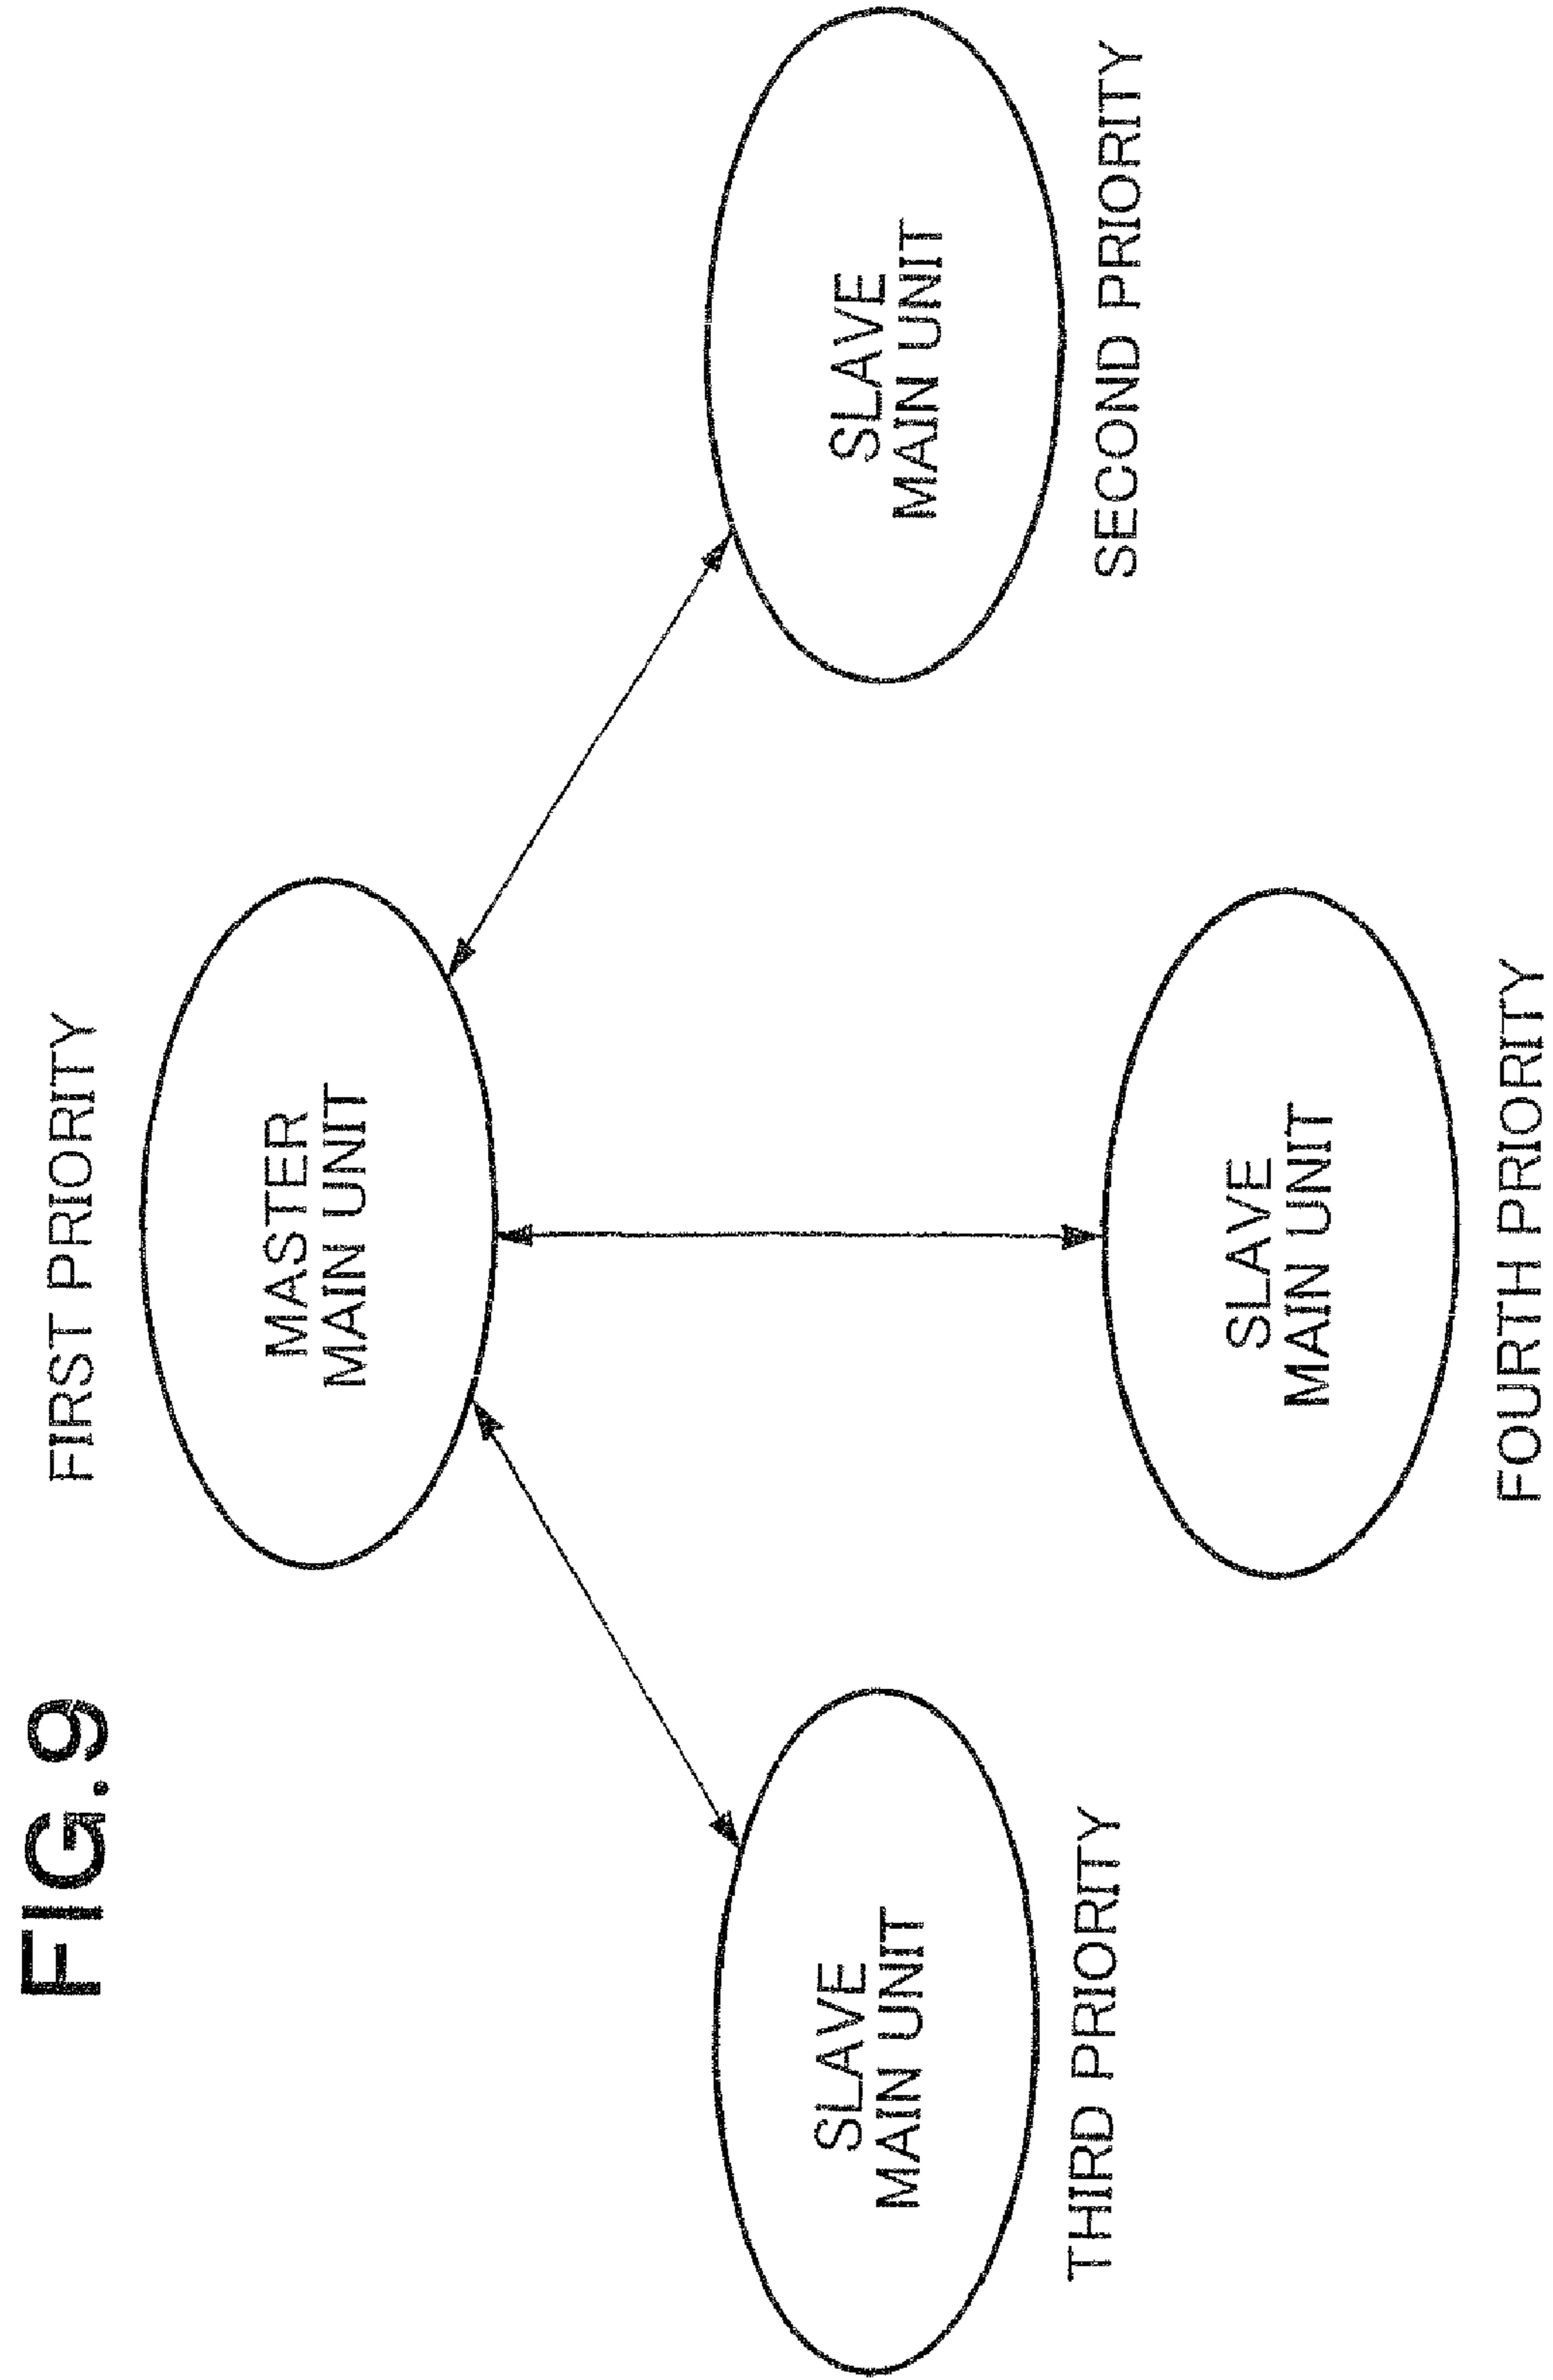 FIG.9
FIRST PRIORITY
MASTER
MAIN UNIT
SLAVE
MAIN UNIT
THIRD PRIORITY
SLAVE
MAIN UNIT
FOURTH PRIORITY
SLAVE
MAIN UNIT
SECOND PRIORITY